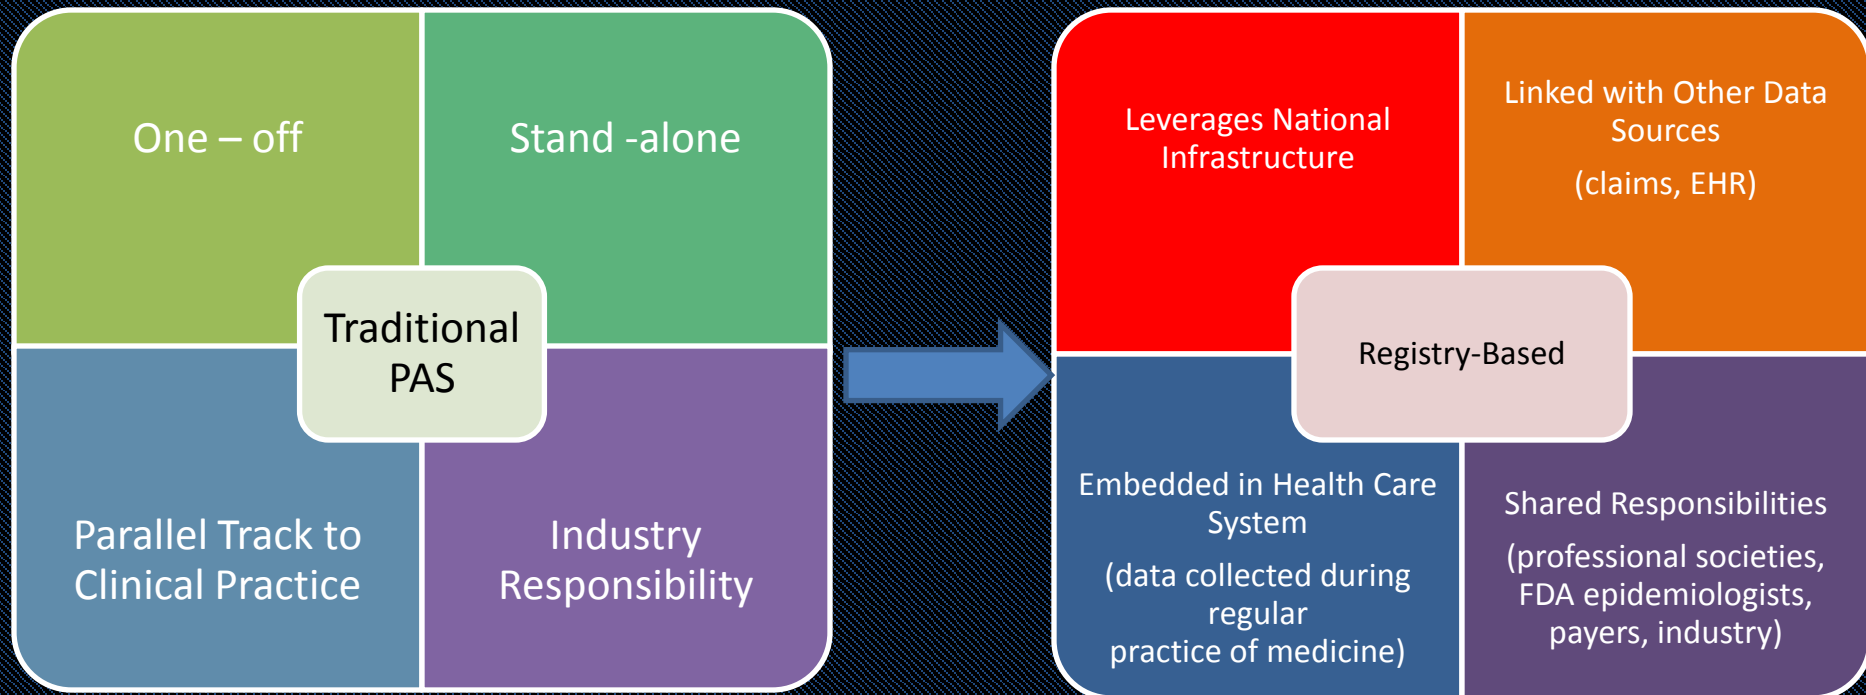 One – off
Stand -alone
Traditional
PAS
Parallel Track to
Clinical Practice
Industry
Responsibility
Leverages National
Infrastructure
Linked with Other Data
Sources
(claims, EHR)
Registry-Based
Embedded in Health Care
System
(data collected during
regular
practice of medicine)
Shared Responsibilities
(professional societies,
FDA epidemiologists,
payers, industry)